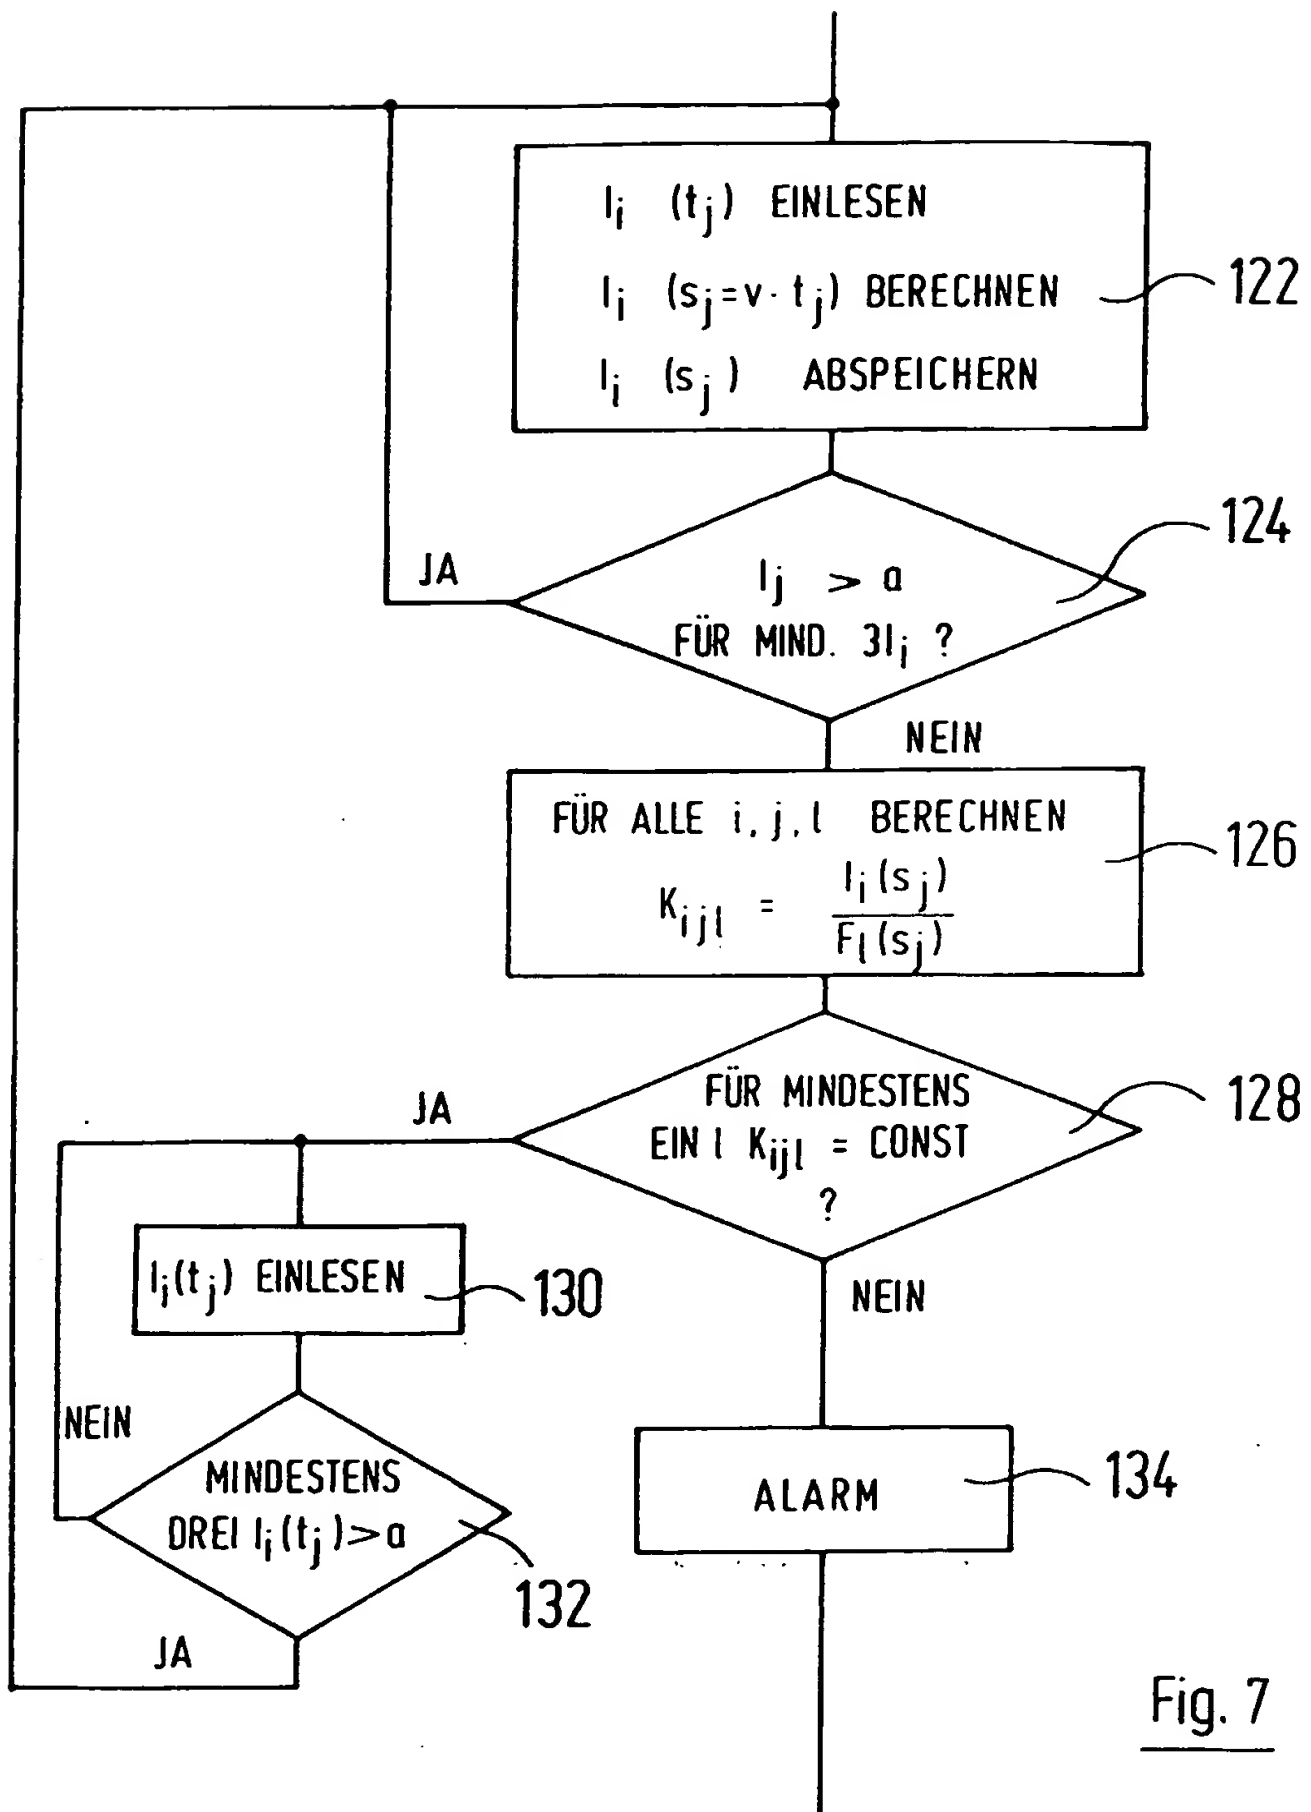 I_i (t_j) EINLESEN
I_i (s_j = v · t_j) BERECHNEN
I_i (s_j) ABSPEICHERN
122
I_j > a
FÜR MIND. 3I_i ?
124
JA
NEIN
FÜR ALLE i, j, l BERECHNEN
K_ijl = I_i(s_j) / F_l(s_j)
126
FÜR MINDESTENS
EIN l K_ijl = CONST
?
128
JA
NEIN
I_i(t_j) EINLESEN
130
NEIN
MINDESTENS
DREI I_i(t_j) > a
132
JA
ALARM
134
Fig. 7